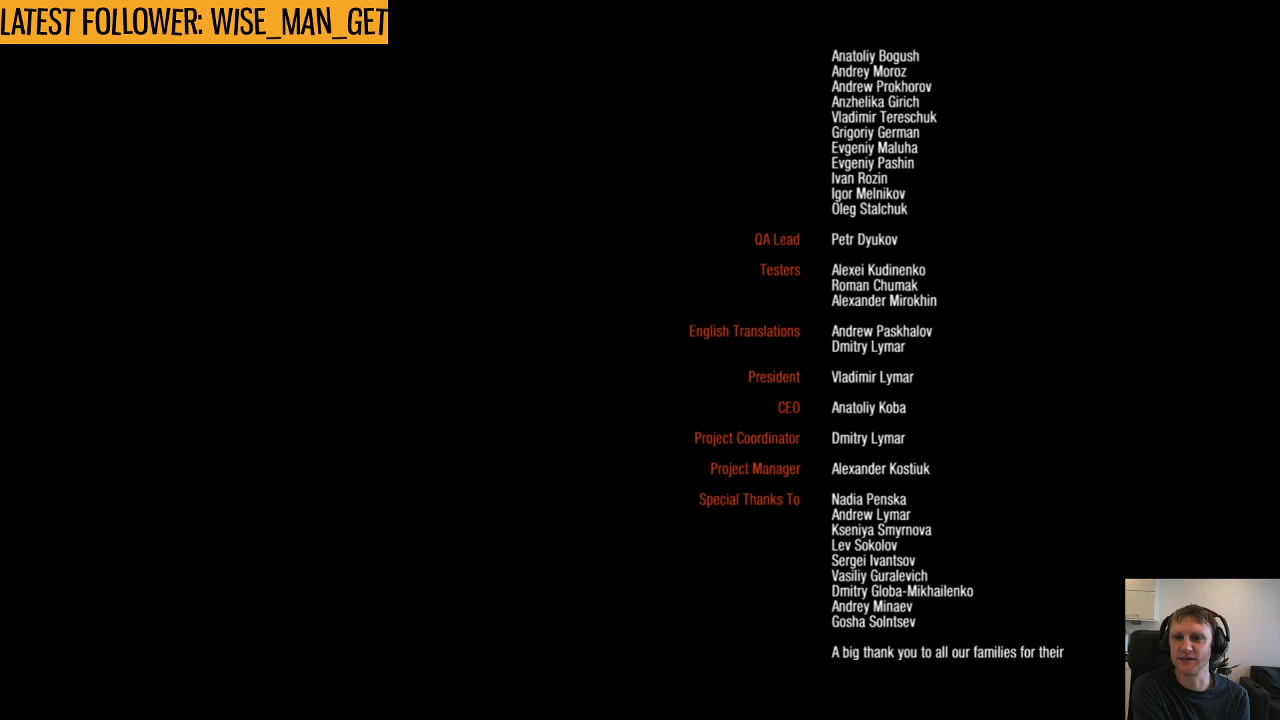 LATEST FOLLOWER: WISE_MAN_GET
Anatoliy Bogush
Andrey Moroz
Andrew Prokhorov
Anzhelika Girich
Vladimir Tereschuk
Grigoriy German
Evgeniy Maluha
Evgeniy Pashin
Ivan Rozin
Igor Melnikov
Oleg Stalchuk
QA Lead Petr Dyukov
Testers Alexei Kudinenko
Roman Chumak
Alexander Mirokhin
English Translations Andrew Paskhalov
Dmitry Lymar
President Vladimir Lymar
CEO Anatoliy Koba
Project Coordinator Dmitry Lymar
Project Manager Alexander Kostiuk
Special Thanks To Nadia Penska
Andrew Lymar
Kseniya Smyrnova
Lev Sokolov
Sergei Ivantsov
Vasiliy Guralevich
Dmitry Globa-Mikhailenko
Andrey Minaev
Gosha Solntsev
A big thank you to all our families for their